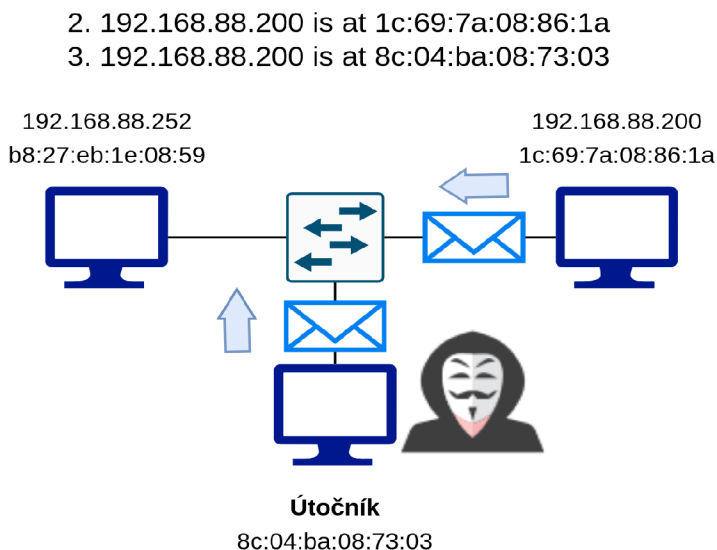 2. 192.168.88.200 is at 1c:69:7a:08:86:1a
3. 192.168.88.200 is at 8c:04:ba:08:73:03
192.168.88.252
b8:27:eb:1e:08:59
192.168.88.200
1c:69:7a:08:86:1a
Útočník
8c:04:ba:08:73:03